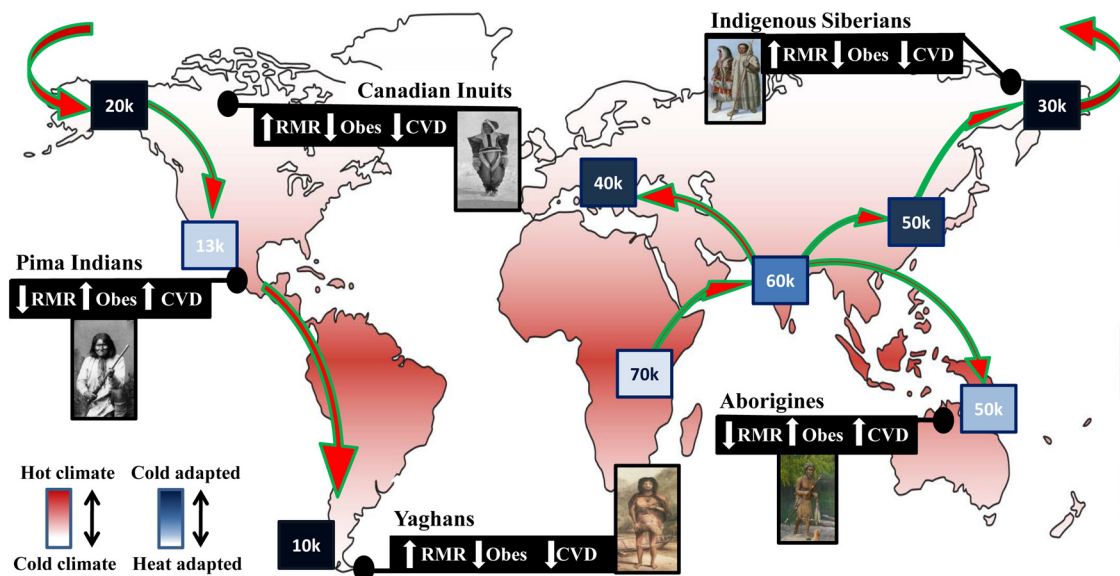 Indigenous Siberians
↑RMR ↓Obes ↓CVD
20k
30k
Canadian Inuits
↑RMR ↓Obes ↓CVD
40k
50k
13k
Pima Indians
↓RMR ↑Obes ↑CVD
60k
70k
Aborigines
50k
↓RMR ↑Obes ↑CVD
Hot climate
Cold adapted
Cold climate
Heat adapted
10k
Yaghans
↑RMR ↓Obes ↓CVD